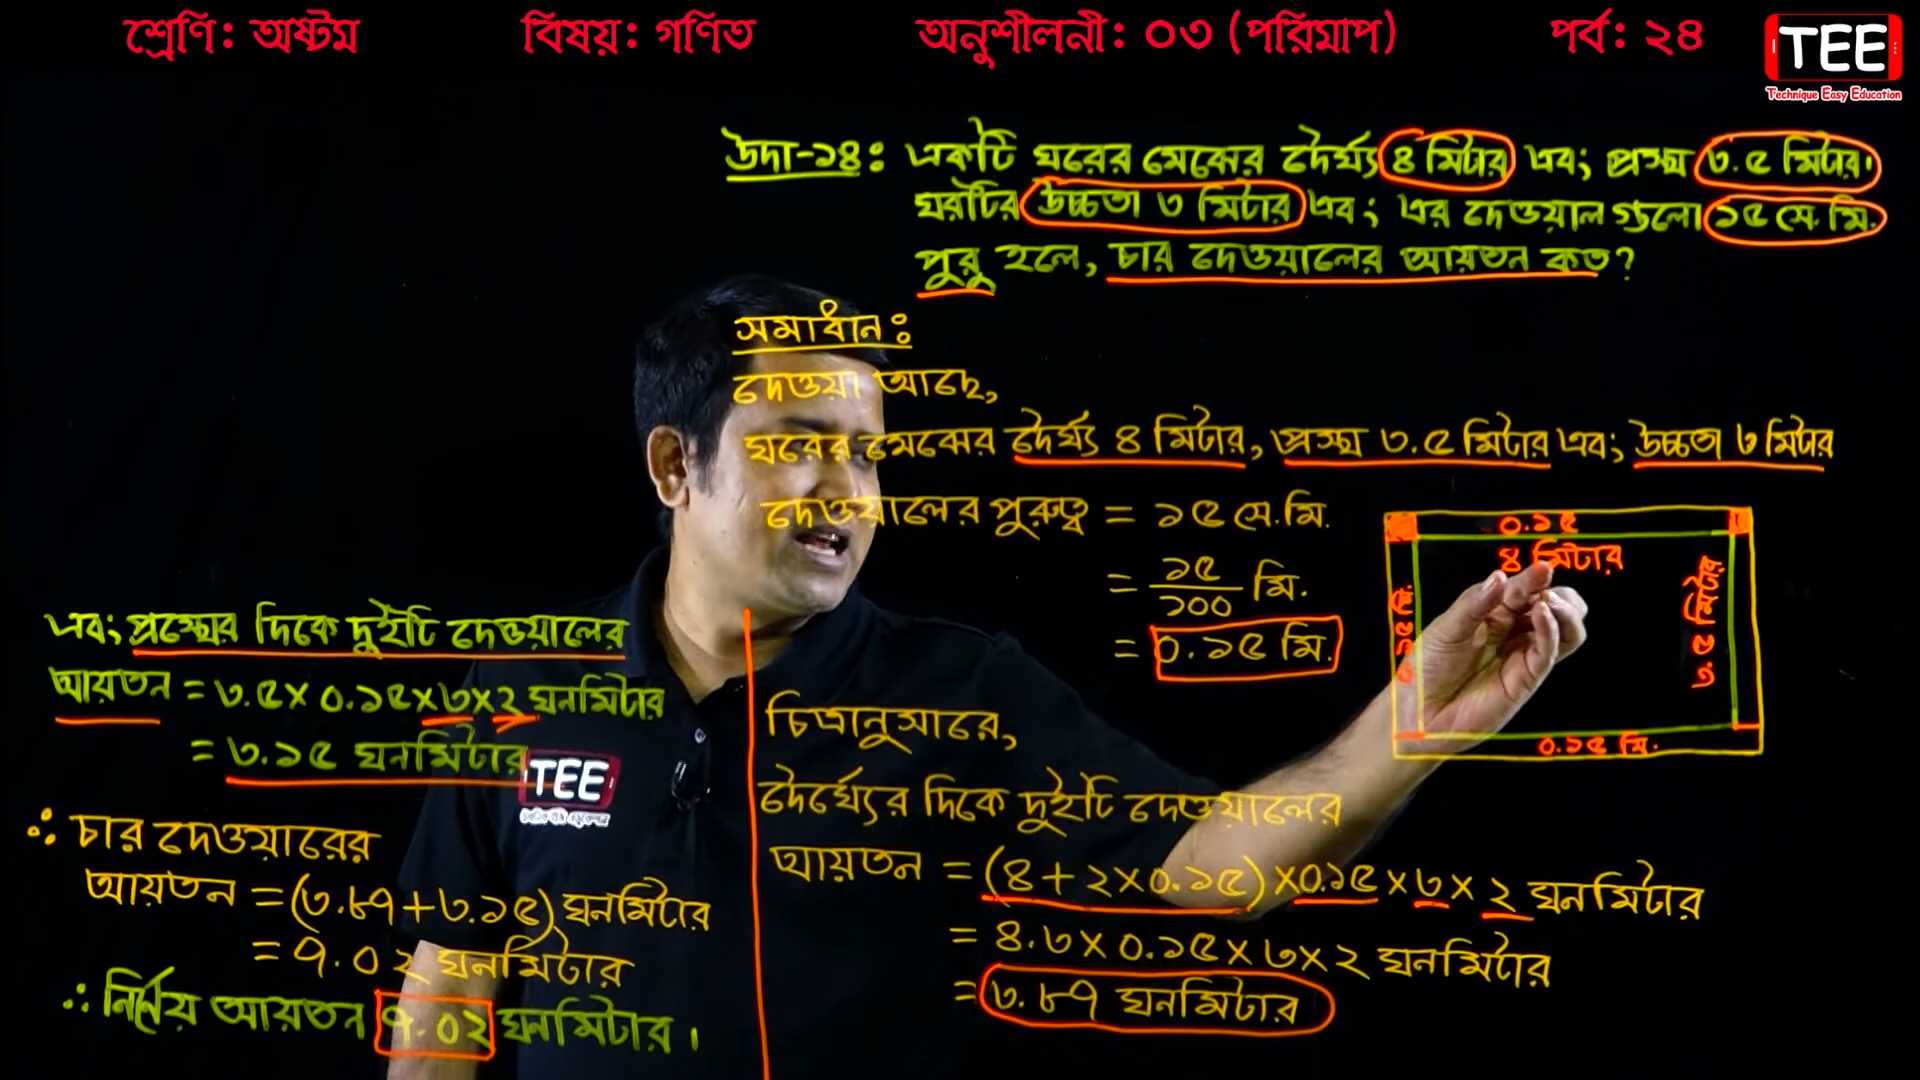 শ্রেণি: অষ্টম বিষয়: গণিত অনুশীলনী: ০৩ (পরিমাপ) পর্ব: ২৪
TEE
Technique Easy Education
উদা-১৪: একটি ঘরের মেঝের দৈর্ঘ্য ৪ মিটার এবং প্রস্থ ৩.৫ মিটার।
ঘরটির উচ্চতা ৩ মিটার এবং এর দেওয়াল গুলো ১৫ সে. মি.
পুরু হলে, চার দেওয়ালের আয়তন কত?
সমাধান:
দেওয়া আছে,
ঘরের মেঝের দৈর্ঘ্য ৪ মিটার, প্রস্থ ৩.৫ মিটার এবং উচ্চতা ৩ মিটার
দেওয়ালের পুরুত্ব = ১৫ সে. মি.
= ১৫/১০০ মি.
= ০.১৫ মি.
০.১৫
৪ মিটার
০.১৫ মি.
৩.৫ মিটার
০.১৫ মি.
চিত্রানুসারে,
দৈর্ঘ্যের দিকে দুইটি দেওয়ালের
আয়তন = (৪+২×০.১৫)×০.১৫×৩×২ ঘনমিটার
= ৪.৩×০.১৫×৩×২ ঘনমিটার
= ৩.৮৭ ঘনমিটার
এবং প্রস্থের দিকে দুইটি দেওয়ালের
আয়তন = ৩.৫×০.১৫×৩×২ ঘনমিটার
= ৩.১৫ ঘনমিটার
TEE
∴ চার দেওয়ারের
আয়তন = (৩.৮৭+৩.১৫) ঘনমিটার
= ৭.০২ ঘনমিটার
∴ নির্ণেয় আয়তন ৭.০২ ঘনমিটার।